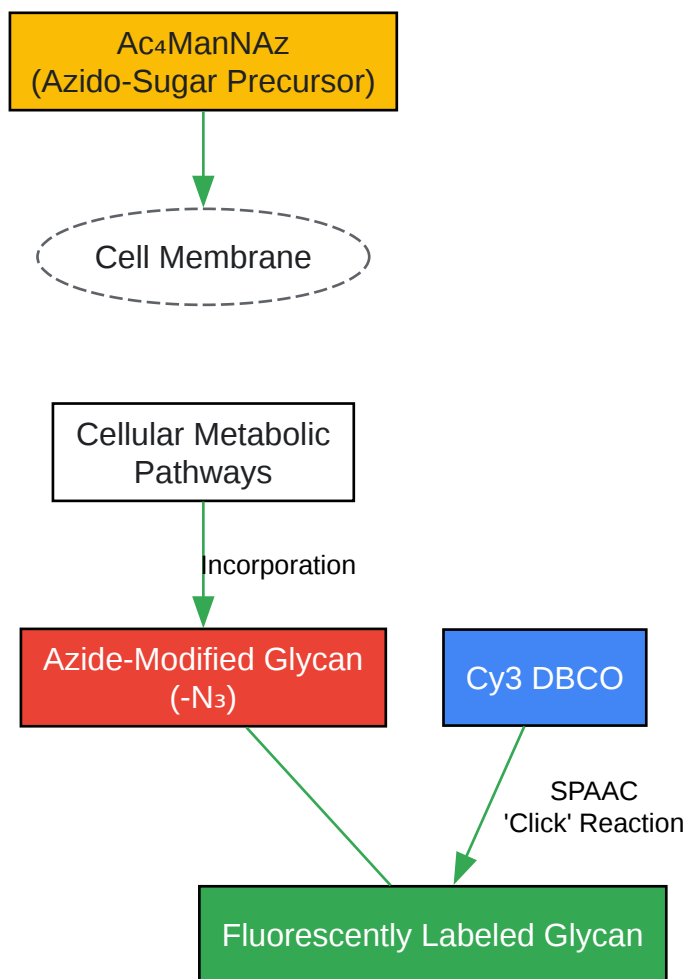 Ac₄ManNAz
(Azido-Sugar Precursor)
Cell Membrane
Cellular Metabolic
Pathways
Incorporation
Azide-Modified Glycan
(-N₃)
Cy3 DBCO
SPAAC
'Click' Reaction
Fluorescently Labeled Glycan